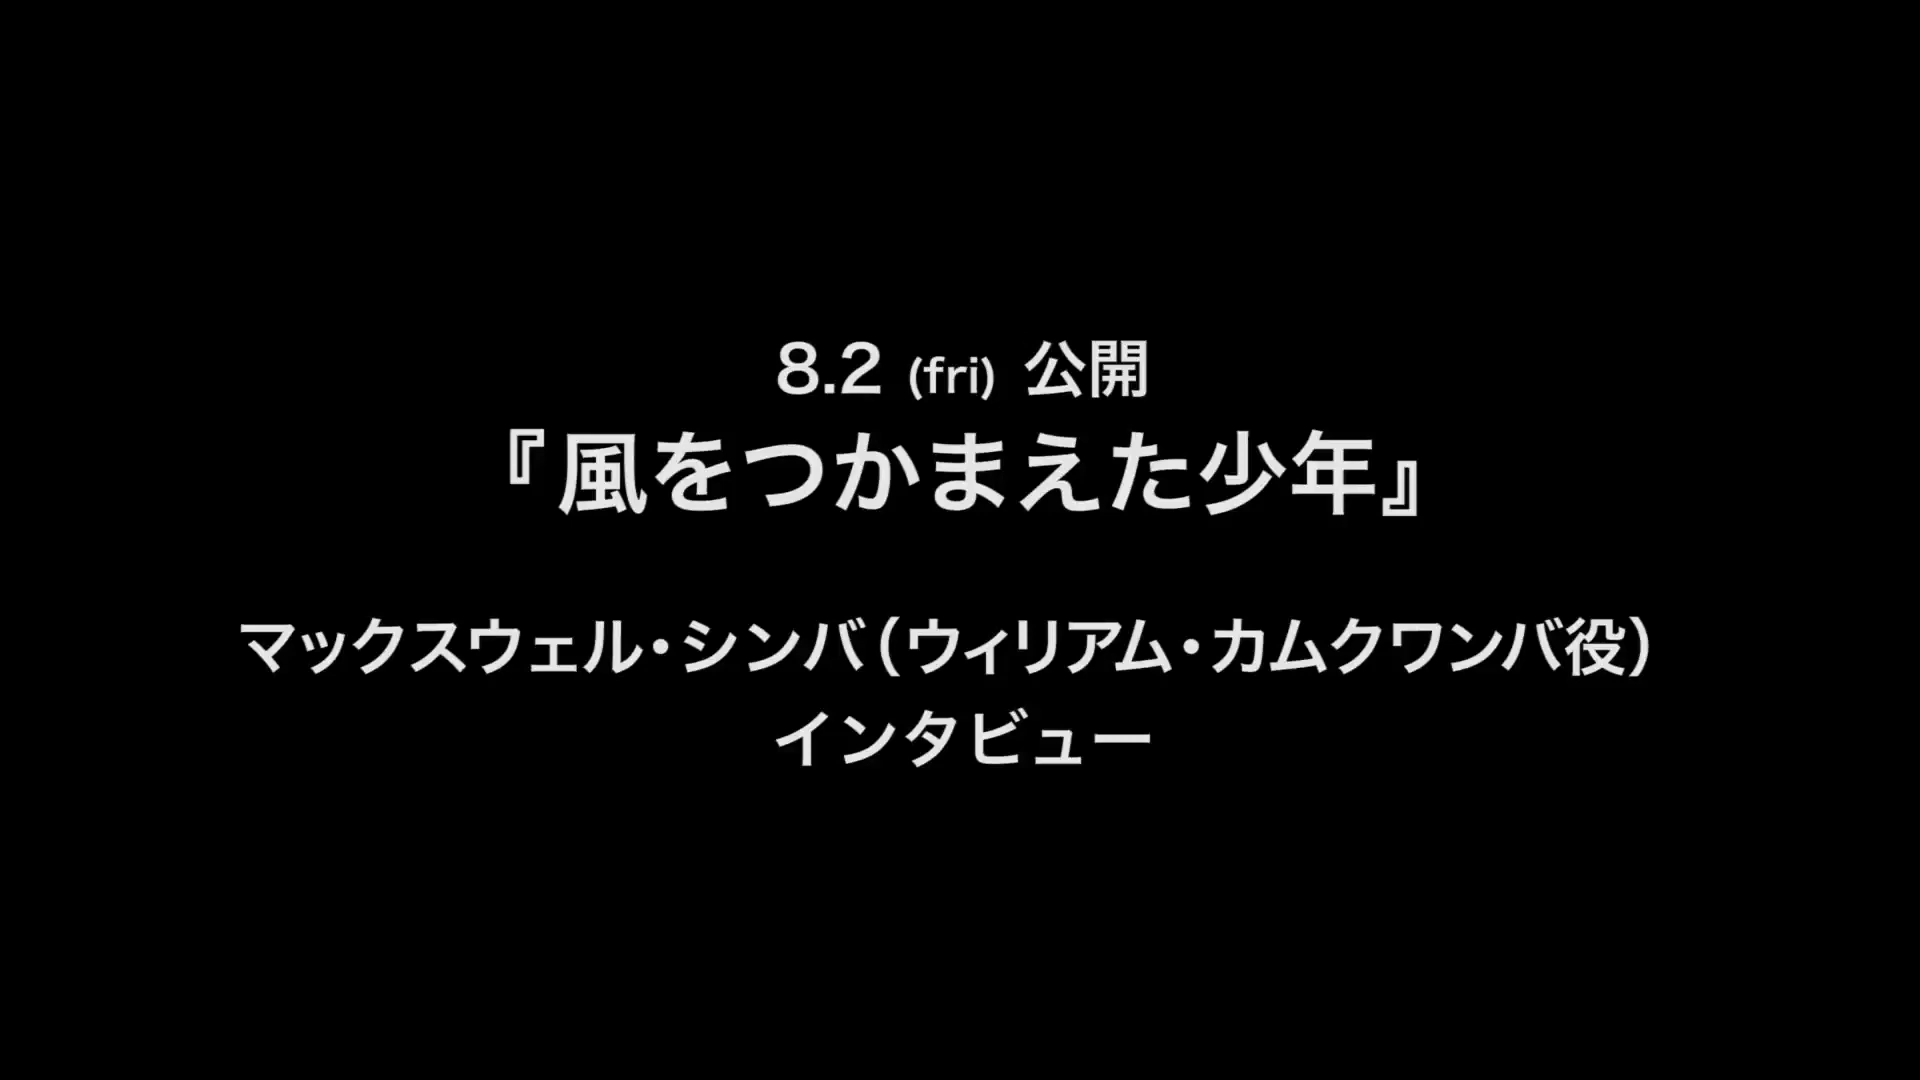 8.2 (fri) 公開
『風をつかまえた少年』
マックスウェル・シンバ（ウィリアム・カムクワンバ役）
インタビュー